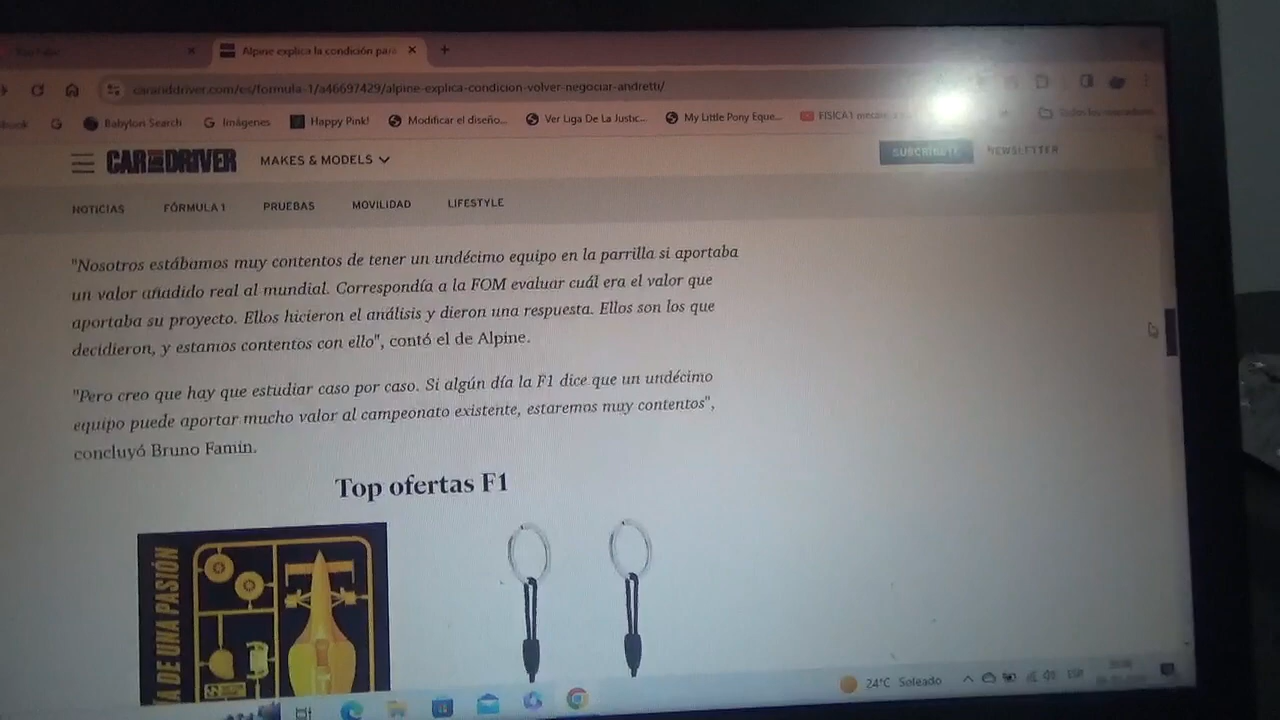 Alpine explica la condición para
caranddriver.com/es/formula-1/a46697429/alpine-explica-condicion-volver-negociar-andretti/
Babylon Search
Imágenes
Happy Pink!
Modificar el diseño...
Ver Liga De La Justic...
My Little Pony Eque...
FISICA1
Todos los marcadores
CAR AND DRIVER
MAKES & MODELS
SUSCRÍBETE
NEWSLETTER
NOTICIAS
FÓRMULA 1
PRUEBAS
MOVILIDAD
LIFESTYLE
"Nosotros estábamos muy contentos de tener un undécimo equipo en la parrilla si aportaba
un valor añadido real al mundial. Correspondía a la FOM evaluar cuál era el valor que
aportaba su proyecto. Ellos hicieron el análisis y dieron una respuesta. Ellos son los que
decidieron, y estamos contentos con ello", contó el de Alpine.
"Pero creo que hay que estudiar caso por caso. Si algún día la F1 dice que un undécimo
equipo puede aportar mucho valor al campeonato existente, estaremos muy contentos",
concluyó Bruno Famin.
Top ofertas F1
A DE UNA PASIÓN
24°C Soleado
ESP